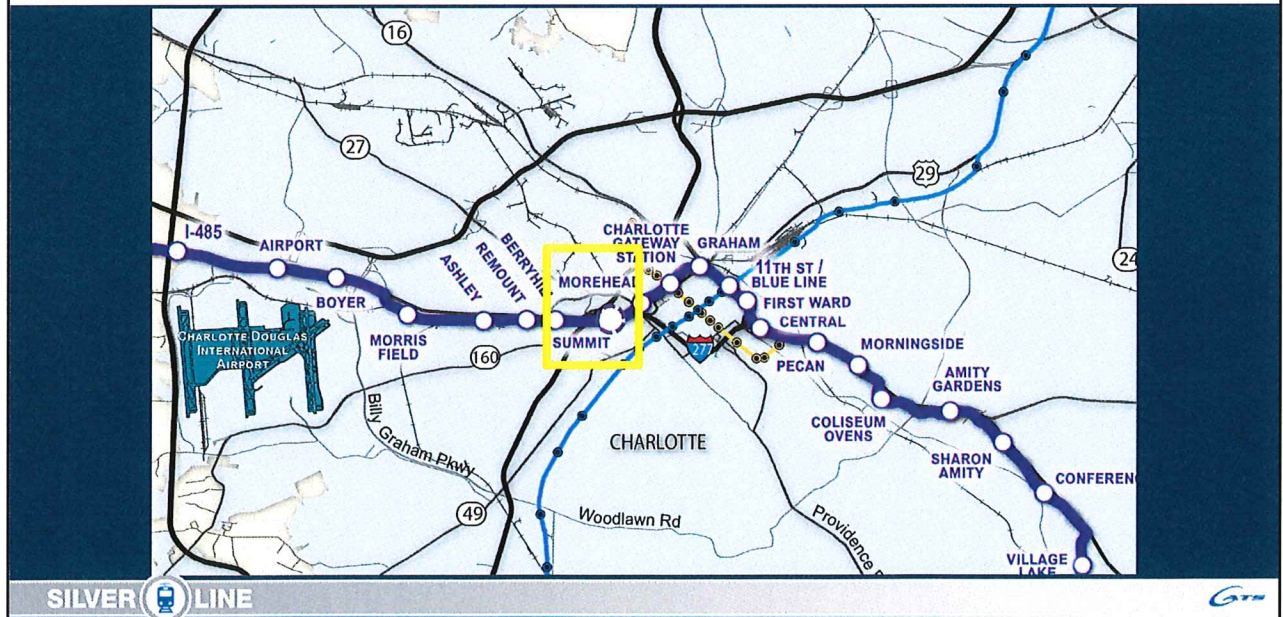 16
27
29
24
I-485
AIRPORT
BOYER
MORRIS
FIELD
ASHLEY
REMOUNT
BERRYHIL
160
SUMMIT
MOREHEAD
CHARLOTTE
GATEWAY
STATION
GRAHAM
11TH ST /
BLUE LINE
FIRST WARD
CENTRAL
277
PECAN
MORNINGSIDE
AMITY
GARDENS
COLISEUM
OVENS
SHARON
AMITY
CONFEREN
VILLAGE
LAKE
CHARLOTTE DOUGLAS
INTERNATIONAL
AIRPORT
Billy Graham Pkwy
CHARLOTTE
49
Woodlawn Rd
Providence
SILVER LINE
CATS